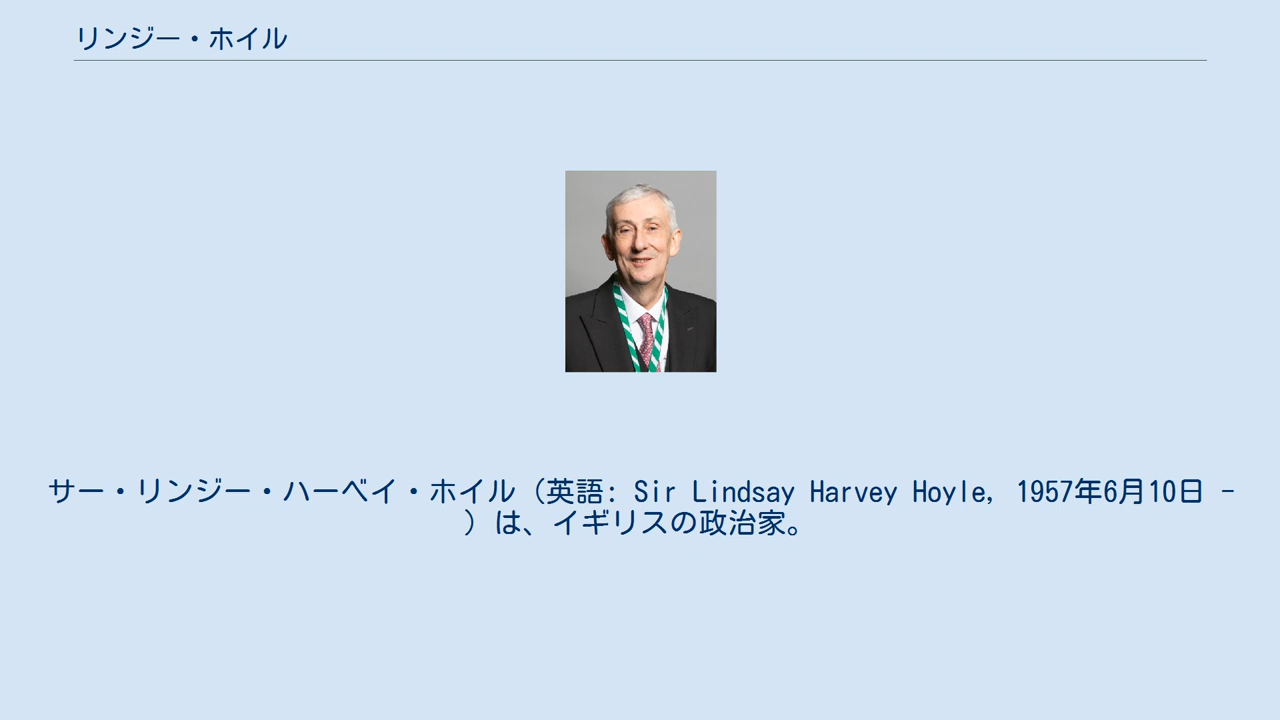 リンジー・ホイル
サー・リンジー・ハーベイ・ホイル（英語: Sir Lindsay Harvey Hoyle, 1957年6月10日 -
）は、イギリスの政治家。